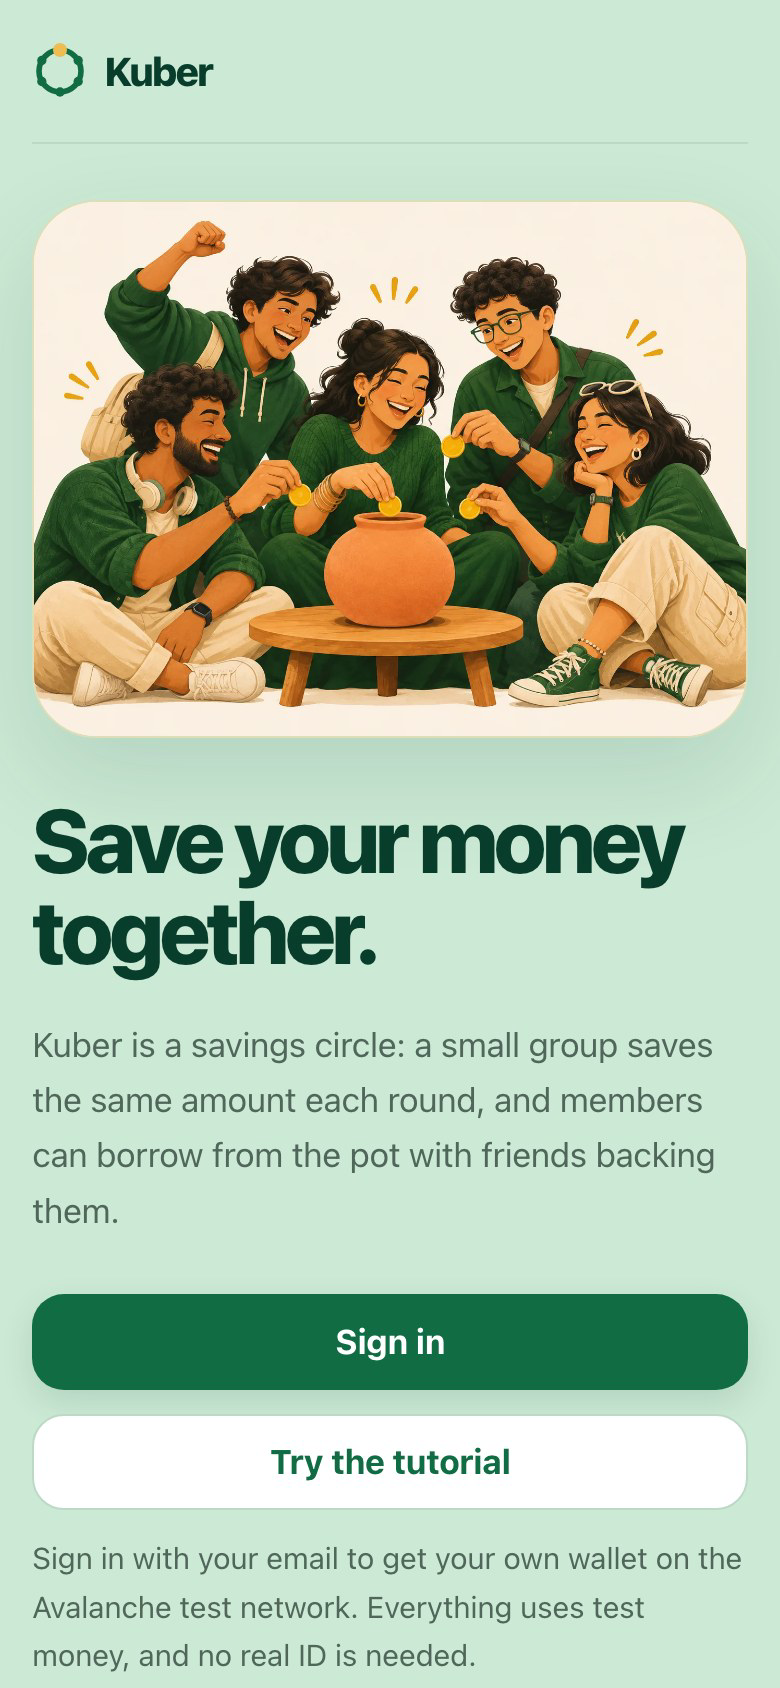 Kuber
Save your money
together.
Kuber is a savings circle: a small group saves
the same amount each round, and members
can borrow from the pot with friends backing
them.
Sign in
Try the tutorial
Sign in with your email to get your own wallet on the
Avalanche test network. Everything uses test
money, and no real ID is needed.